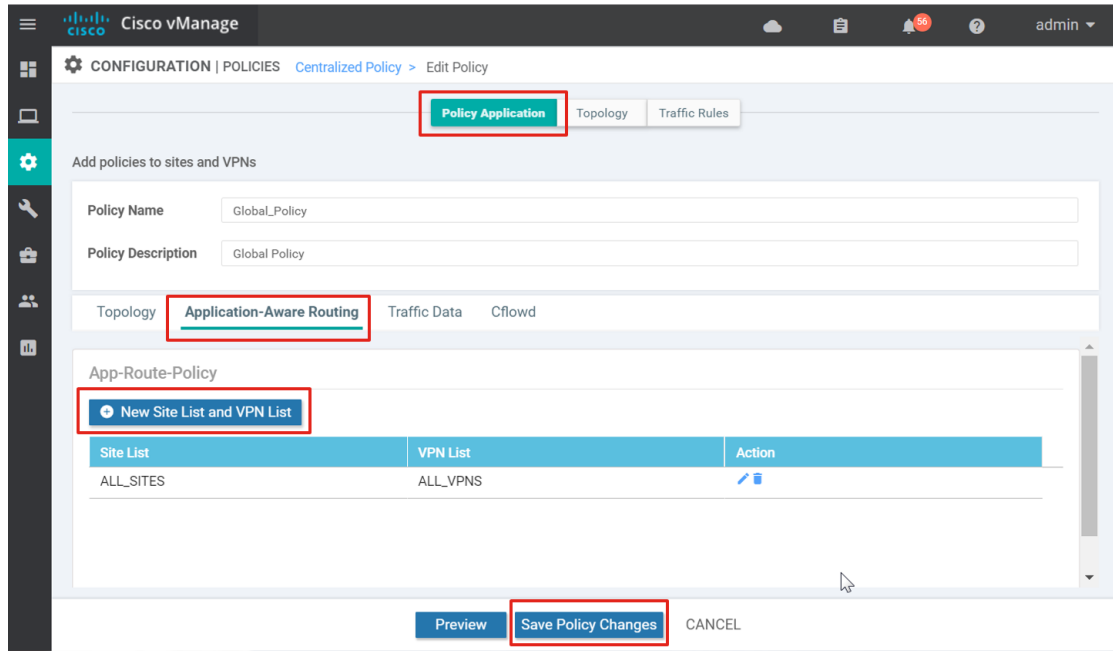 cisco Cisco vManage 56 admin
CONFIGURATION | POLICIES Centralized Policy > Edit Policy
Policy Application Topology Traffic Rules
Add policies to sites and VPNs
Policy Name Global_Policy
Policy Description Global Policy
Topology Application-Aware Routing Traffic Data Cflowd
App-Route-Policy
New Site List and VPN List
Site List VPN List Action
ALL_SITES ALL_VPNS
Preview Save Policy Changes CANCEL